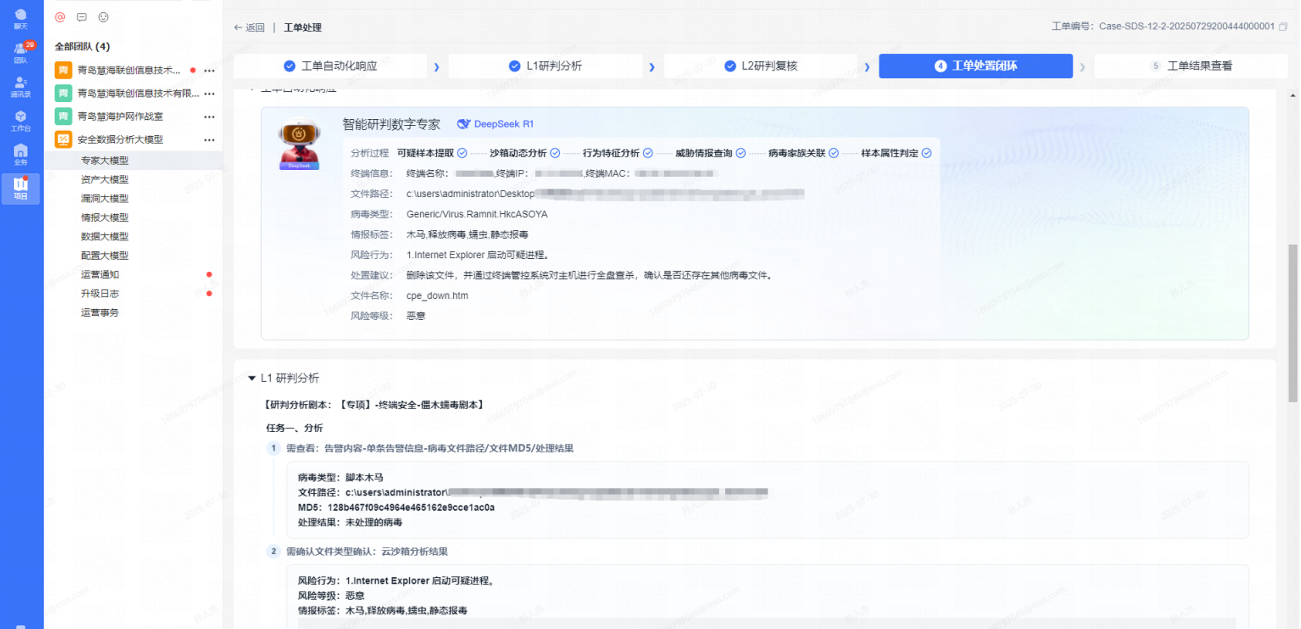 聊天
29
团队
通讯录
工作台
业务
项目
全部团队 (4)
青 青岛慧海联创信息技术...
青 青岛慧海联创信息技术有限...
青 青岛慧海护网作战室
安全数据分析大模型
专家大模型
资产大模型
漏洞大模型
情报大模型
数据大模型
配置大模型
运营通知
升级日志
运营事务
← 返回 | 工单处理
工单编号: Case-SDS-12-2-20250729200444000001
工单自动化响应
L1研判分析
L2研判复核
4 工单处置闭环
5 工单结果查看
工单自动化响应
智能研判数字专家 DeepSeek R1
DeepSeek
分析过程 可疑样本提取 沙箱动态分析 行为特征分析 威胁情报查询 病毒家族关联 样本属性判定
终端信息: 终端名称: ,终端IP: ,终端MAC:
文件路径: c:\users\administrator\Desktop
病毒类型: Generic/Virus.Ramnit.HkcASOYA
情报标签: 木马,释放病毒,蠕虫,静态报毒
风险行为: 1.Internet Explorer 启动可疑进程。
处置建议: 删除该文件，并通过终端管控系统对主机进行全盘查杀，确认是否还存在其他病毒文件。
文件名称: cpe_down.htm
风险等级: 恶意
L1 研判分析
【研判分析剧本：【专项】-终端安全-僵木蠕毒剧本】
任务一、分析
1 需查看：告警内容-单条告警信息-病毒文件路径/文件MD5/处理结果
病毒类型：脚本木马
文件路径：c:\users\administrator\
MD5：128b467f09c4964e465162e9cce1ac0a
处理结果：未处理的病毒
2 需确认文件类型确认：云沙箱分析结果
风险行为：1.Internet Explorer 启动可疑进程。
风险等级：恶意
情报标签：木马,释放病毒,蠕虫,静态报毒